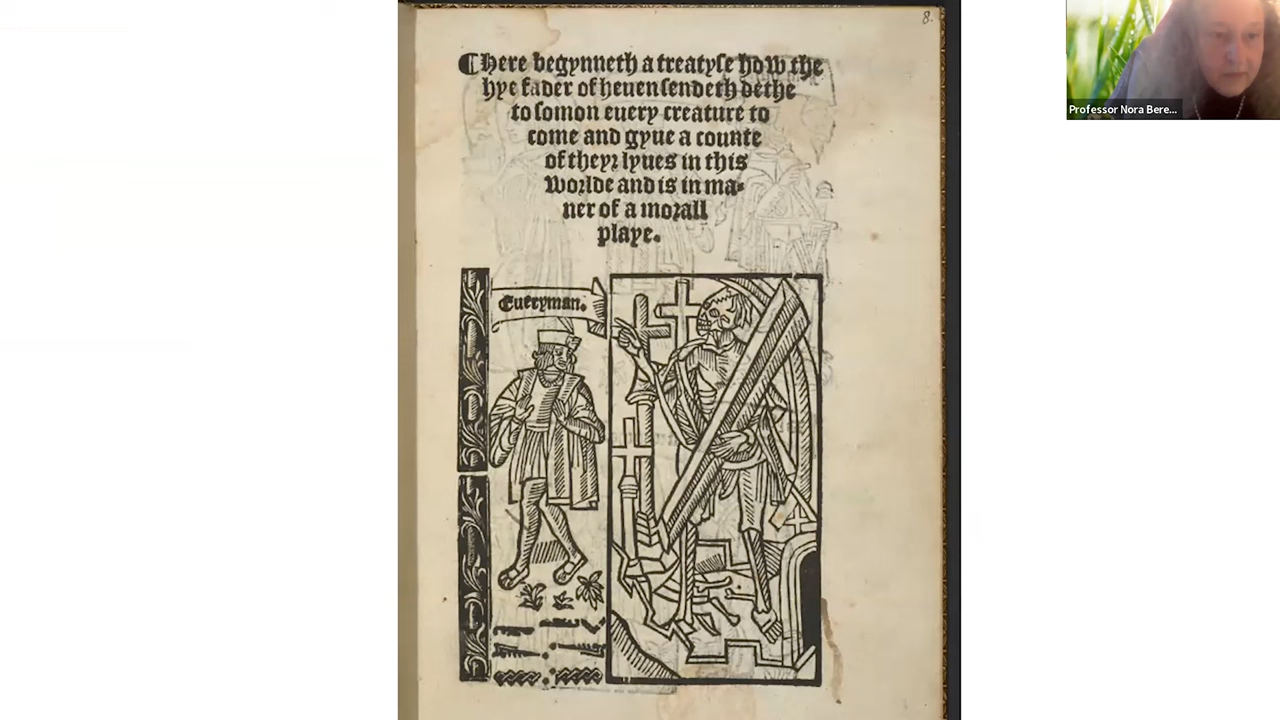 8.
¶Here begynneth a treatyse how the
hye fader of heuen sendeth dethe
to somon euery creature to
come and gyue a counte
of theyr lyues in this
worlde and is in ma-
ner of a morall
playe.
Eueryman.
Professor Nora Bere...